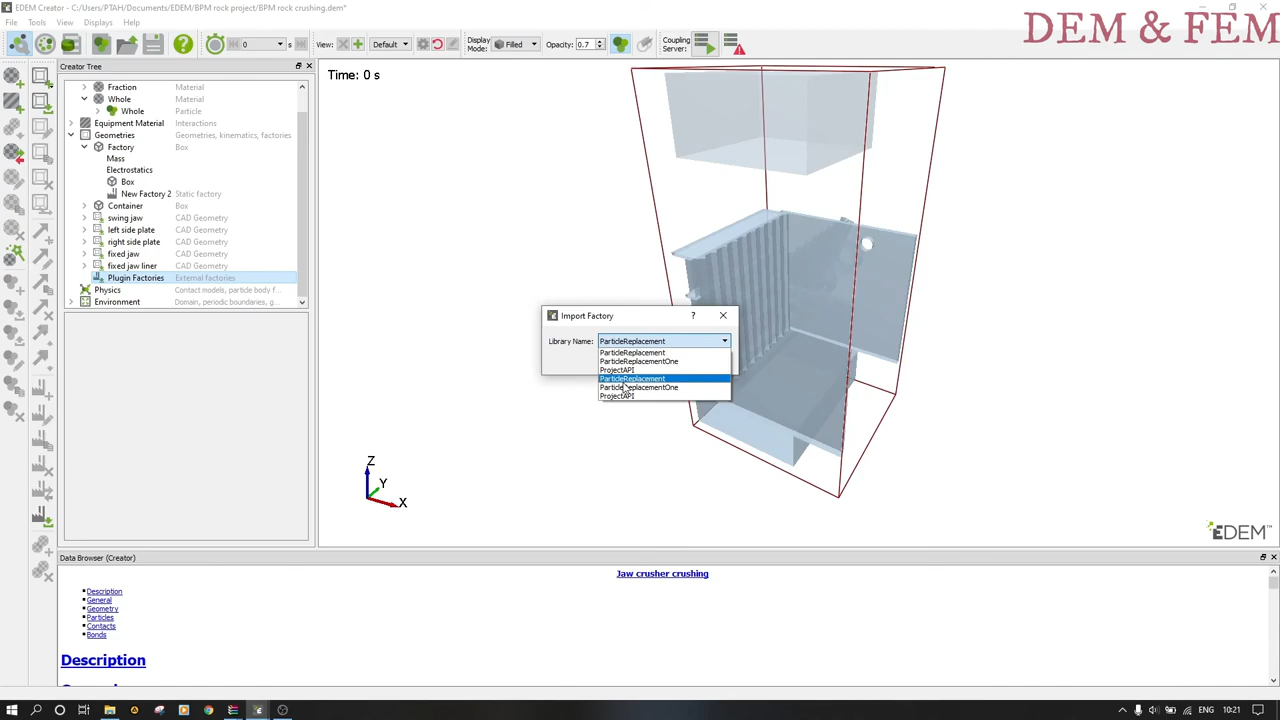 EDEM Creator - C:/Users/PTAH/Documents/EDEM/BPM rock project/BPM rock crushing.dem*
DEM & FEM
File Tools View Displays Help
0 s View: Default Display Mode: Filled Opacity: 0.7 Coupling Server:
Creator Tree
Time: 0 s
Fraction Material
Whole Material
Whole Particle
Equipment Material Interactions
Geometries Geometries, kinematics, factories
Factory Box
Mass
Electrostatics
Box
New Factory 2 Static factory
Container Box
swing jaw CAD Geometry
left side plate CAD Geometry
right side plate CAD Geometry
fixed jaw CAD Geometry
fixed jaw liner CAD Geometry
Plugin Factories External factories
Physics Contact models, particle body f
Environment Domain, periodic boundaries, g
Import Factory ?
Library Name: ParticleReplacement
ParticleReplacement
ParticleReplacementOne
ProjectAPI
ParticleReplacement
ParticleReplacementOne
ProjectAPI
Z
Y
X
EDEM
Data Browser (Creator)
Jaw crusher crushing
Description
General
Geometry
Particles
Contacts
Bonds
Description
ENG 10:21